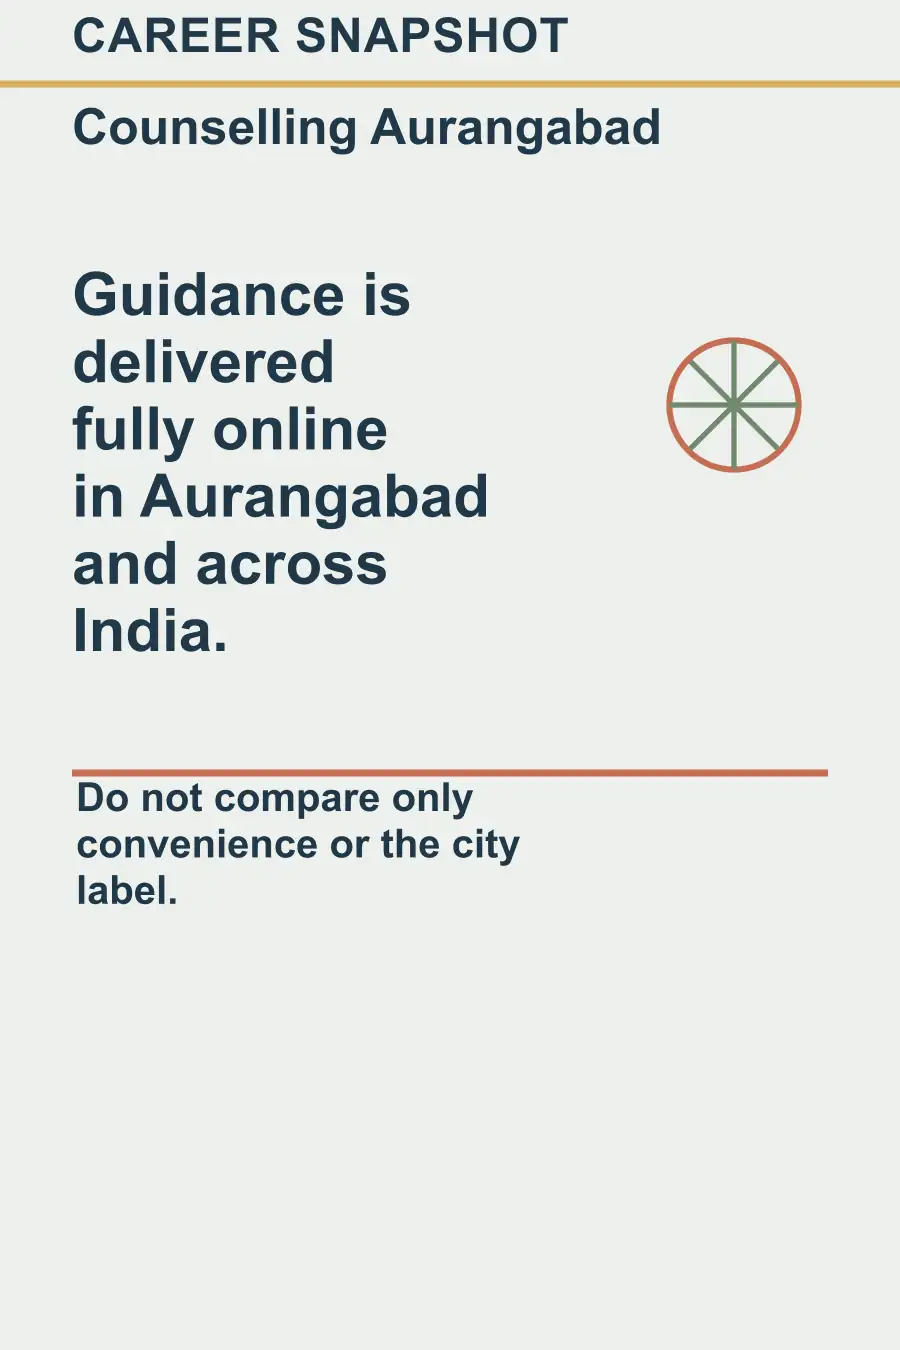 CAREER SNAPSHOT
Counselling Aurangabad
Guidance is
delivered
fully online
in Aurangabad
and across
India.
Do not compare only
convenience or the city
label.